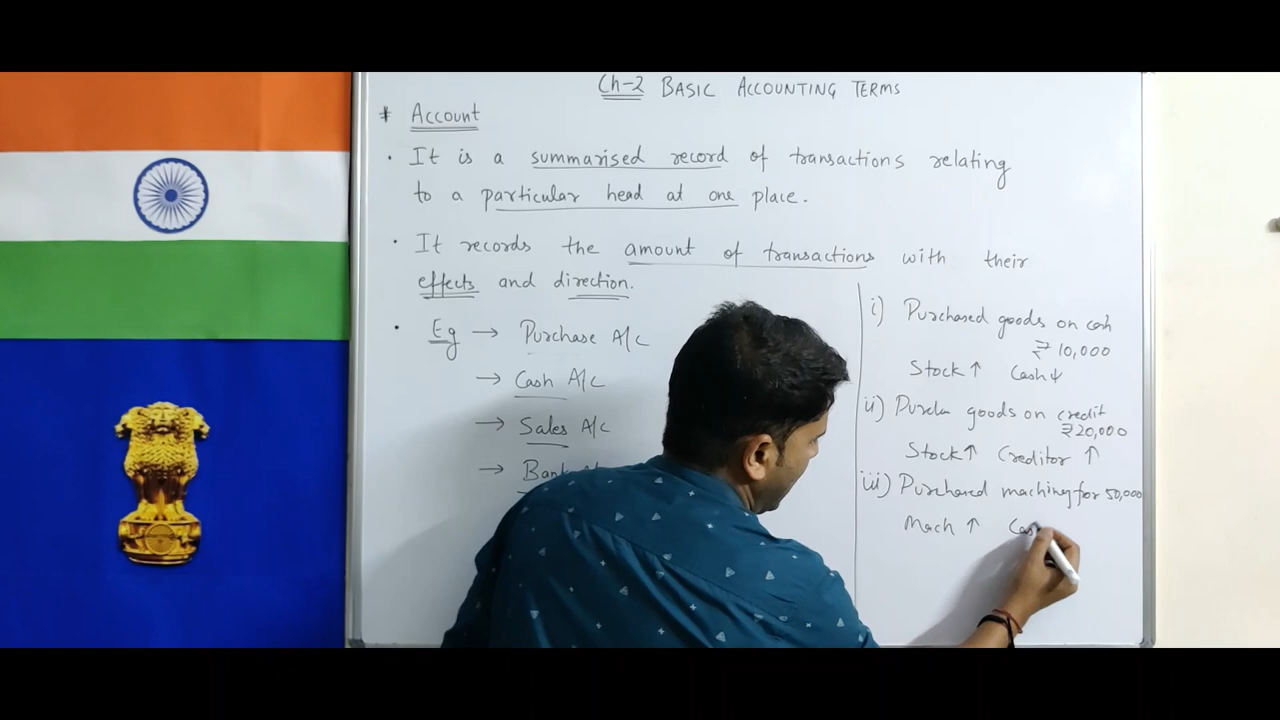 Ch-2 BASIC ACCOUNTING TERMS
* Account
• It is a summarised record of transactions relating
to a particular head at one place.
• It records the amount of transactions with their
effects and direction.
• Eg → Purchase A/C
→ Cash A/C
→ Sales A/C
→ Bank
i) Purchased goods on cash
₹ 10,000
Stock ↑ Cash ↓
ii) goods on credit
₹20,000
Stock ↑ Creditor ↑
iii) Purchased for 50,000
Mach ↑ Cas